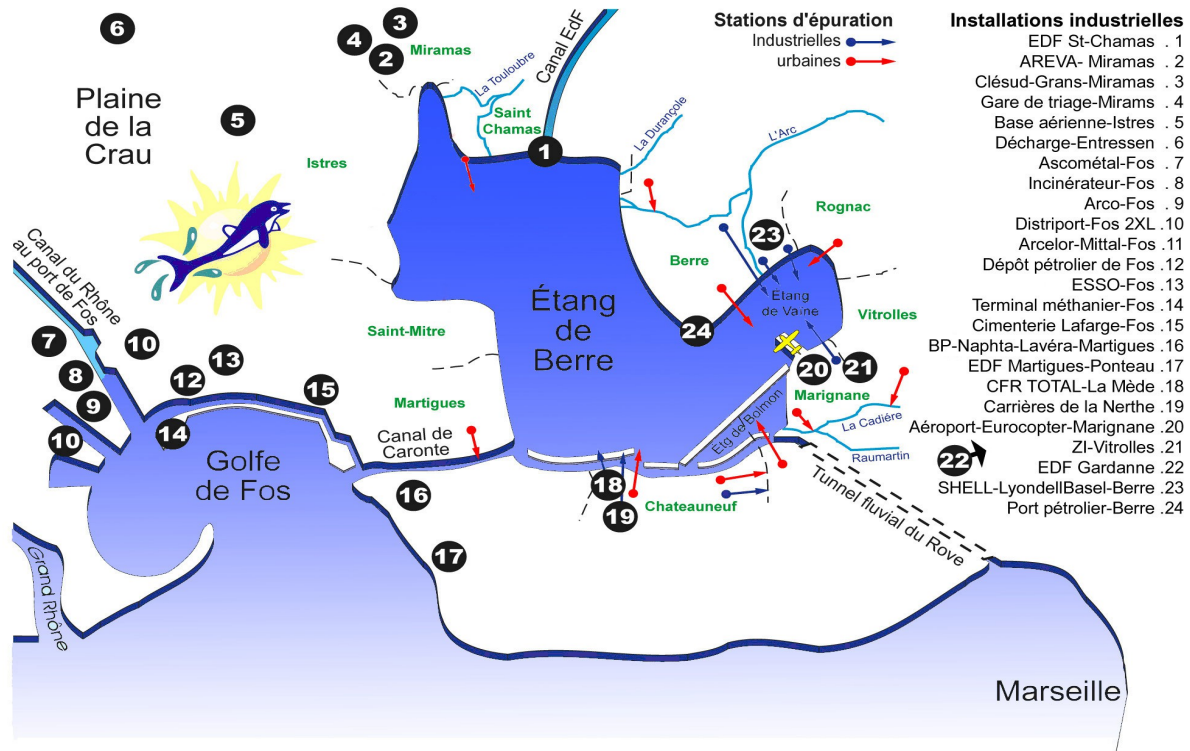 Stations d'épuration
Industrielles
urbaines
Installations industrielles
EDF St-Chamas . 1
AREVA- Miramas . 2
Clésud-Grans-Miramas . 3
Gare de triage-Mirams . 4
Base aérienne-Istres . 5
Décharge-Entressen . 6
Ascométal-Fos . 7
Incinérateur-Fos . 8
Arco-Fos . 9
Distriport-Fos 2XL .10
Arcelor-Mittal-Fos . 11
Dépôt pétrolier de Fos . 12
ESSO-Fos . 13
Terminal méthanier-Fos . 14
Cimenterie Lafarge-Fos . 15
BP-Naphta-Lavéra-Martigues . 16
EDF Martigues-Ponteau . 17
CFR TOTAL-La Mède . 18
Carrières de la Nerthe . 19
Aéroport-Eurocopter-Marignane . 20
ZI-Vitrolles . 21
EDF Gardanne . 22
SHELL-LyondellBasel-Berre .23
Port pétrolier-Berre .24
6
3
4
2
Miramas
La Touloubre
Canal EdF
Plaine
de la
Crau
5
Saint
Chamas
1
La Durançole
L'Arc
Istres
Rognac
23
Berre
Canal du Rhône
au port de Fos
Étang
de
Berre
Étang
de Vaïne
Saint-Mitre
24
Vitrolles
7
10
13
8
12
9
15
20
21
Marignane
Martigues
14
10
Canal de
Caronte
Etg de Bolmon
La Cadière
Raumartin
22
Golfe
de Fos
16
18
19
Chateauneuf
17
Tunnel fluvial du Rove
Grand Rhône
Marseille